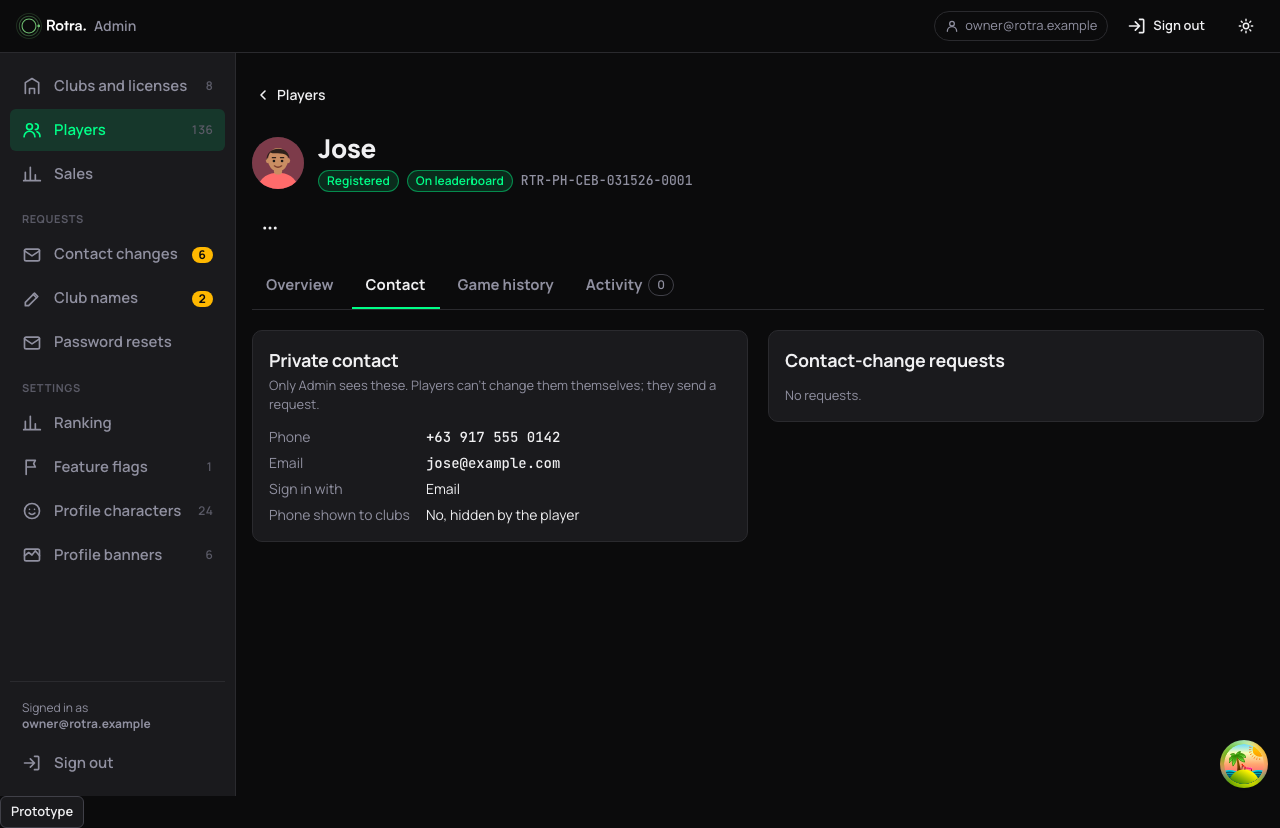 Rotra. Admin
owner@rotra.example
Sign out
Clubs and licenses 8
Players 136
Sales
REQUESTS
Contact changes 6
Club names 2
Password resets
SETTINGS
Ranking
Feature flags 1
Profile characters 24
Profile banners 6
Signed in as
owner@rotra.example
Sign out
Prototype
Players
Jose
Registered On leaderboard RTR-PH-CEB-031526-0001
...
Overview Contact Game history Activity 0
Private contact
Only Admin sees these. Players can't change them themselves; they send a
request.
Phone +63 917 555 0142
Email jose@example.com
Sign in with Email
Phone shown to clubs No, hidden by the player
Contact-change requests
No requests.